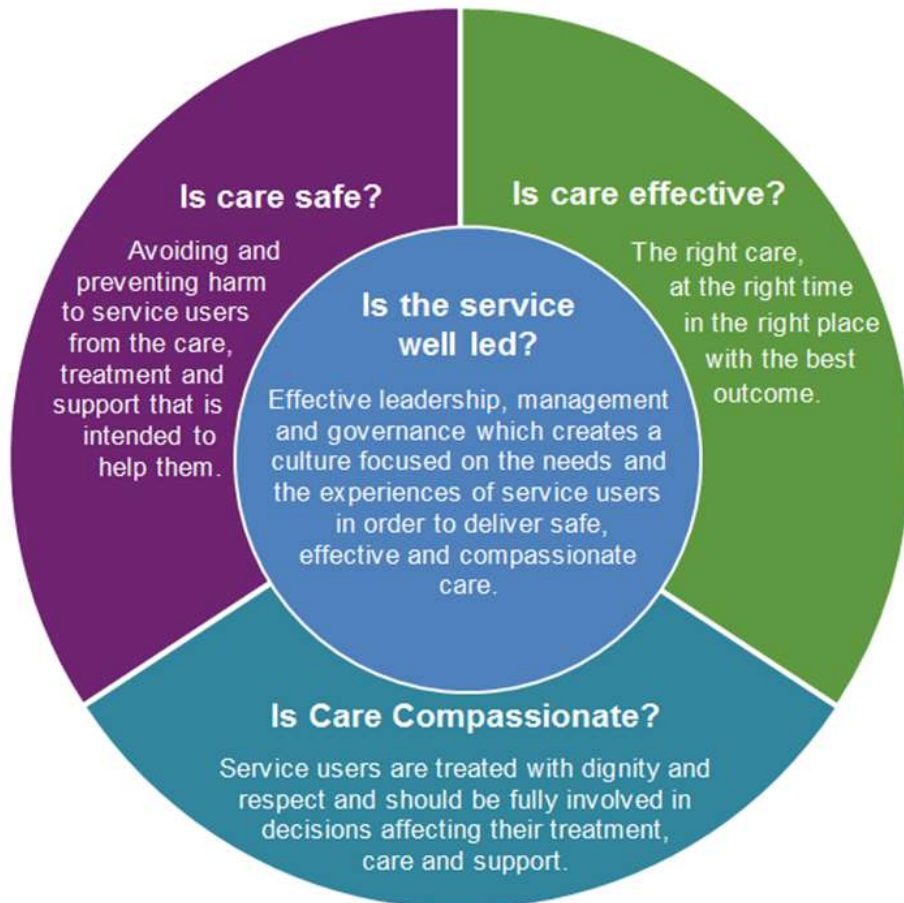 Is care safe?
Avoiding and
preventing harm
to service users
from the care,
treatment and
support that is
intended to
help them.
Is care effective?
The right care,
at the right time
in the right place
with the best
outcome.
Is the service
well led?
Effective leadership, management
and governance which creates a
culture focused on the needs and
the experiences of service users
in order to deliver safe,
effective and compassionate
care.
Is Care Compassionate?
Service users are treated with dignity and
respect and should be fully involved in
decisions affecting their treatment,
care and support.